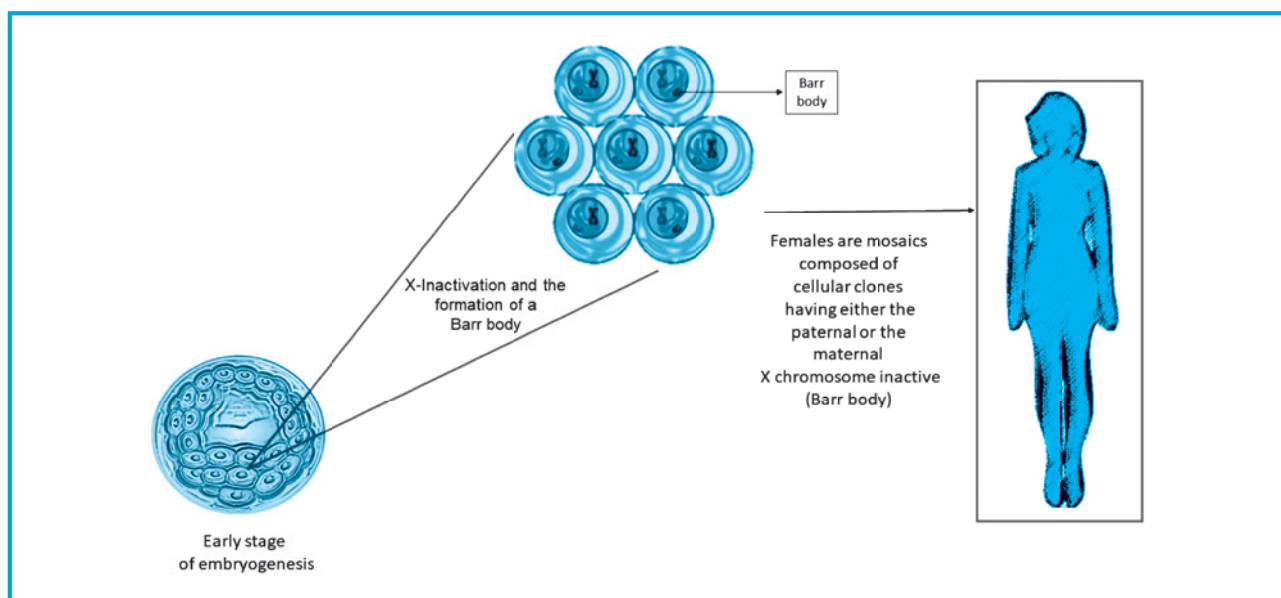 Barr
body
X-Inactivation and the
formation of a
Barr body
Females are mosaics
composed of
cellular clones
having either the
paternal or the
maternal
X chromosome inactive
(Barr body)
Early stage
of embryogenesis